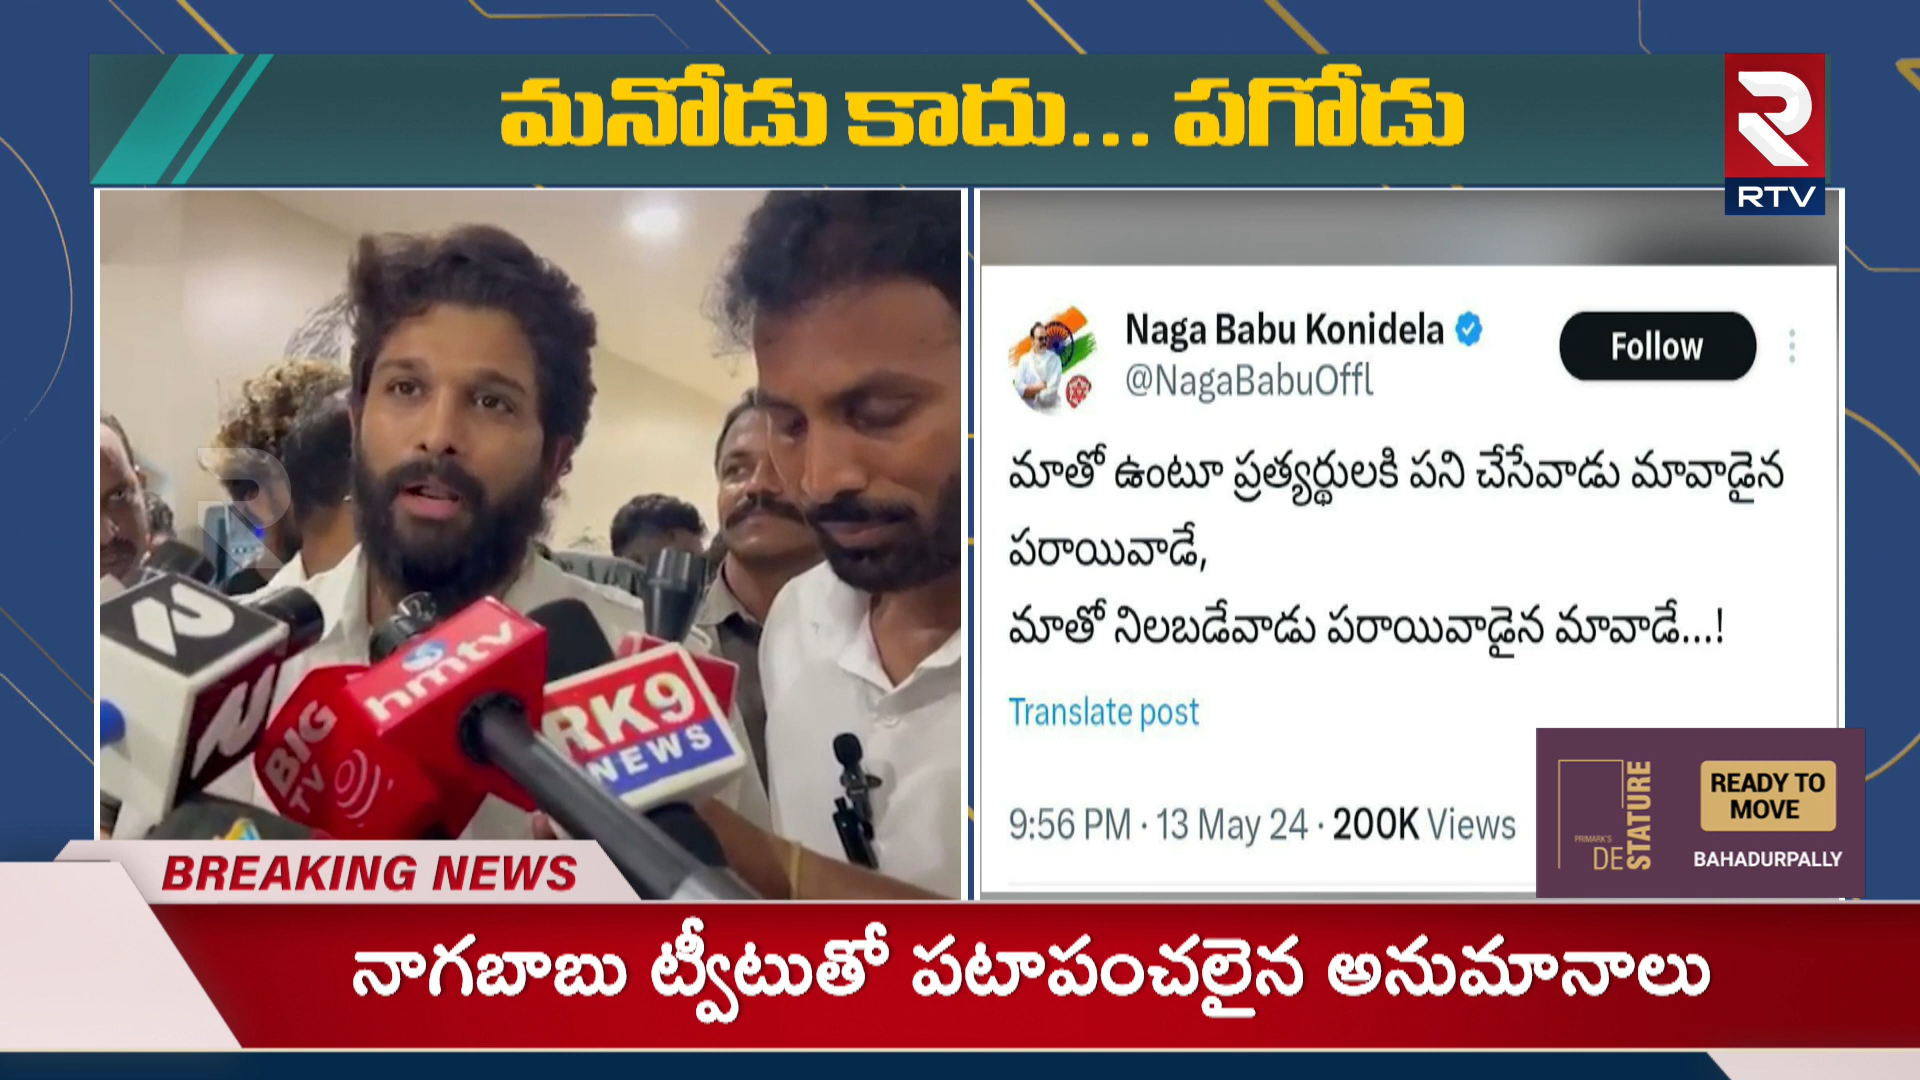 మనోడు కాదు... పగోడు
R
RTV
Naga Babu Konidela
@NagaBabuOffl
Follow
మాతో ఉంటూ ప్రత్యర్థులకి పని చేసేవాడు మావాడైన
పరాయివాడే,
మాతో నిలబడేవాడు పరాయివాడైన మావాడే...!
Translate post
9:56 PM · 13 May 24 · 200K Views
hmtv
BIG
TV
RK9
NEWS
PRIMARK'S
DE STATURE
READY TO
MOVE
BAHADURPALLY
BREAKING NEWS
నాగబాబు ట్వీటుతో పటాపంచలైన అనుమానాలు